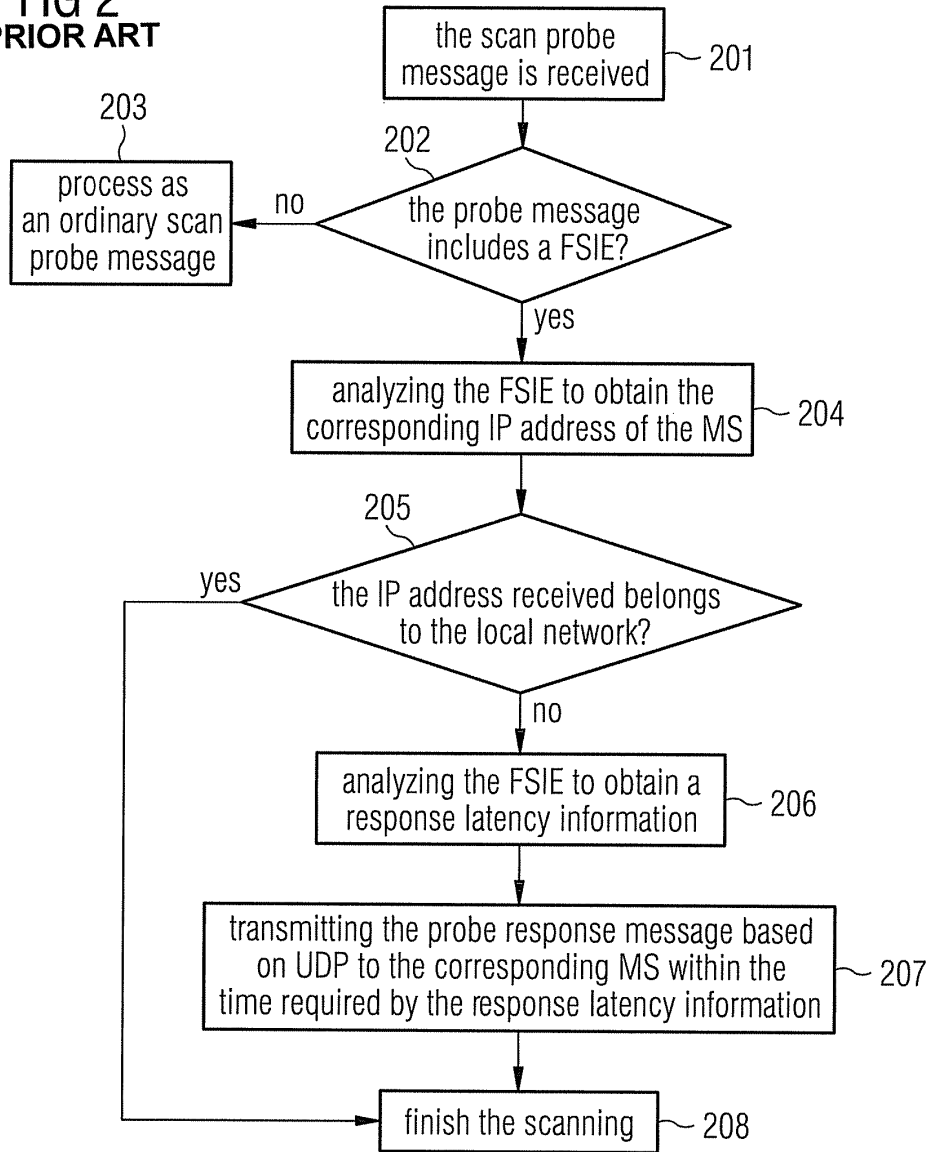 FIG 2
PRIOR ART
the scan probe
message is received
201
203
202
process as
an ordinary scan
probe message
no
the probe message
includes a FSIE?
yes
analyzing the FSIE to obtain the
corresponding IP address of the MS
204
205
yes
the IP address received belongs
to the local network?
no
analyzing the FSIE to obtain a
response latency information
206
transmitting the probe response message based
on UDP to the corresponding MS within the
time required by the response latency information
207
finish the scanning
208